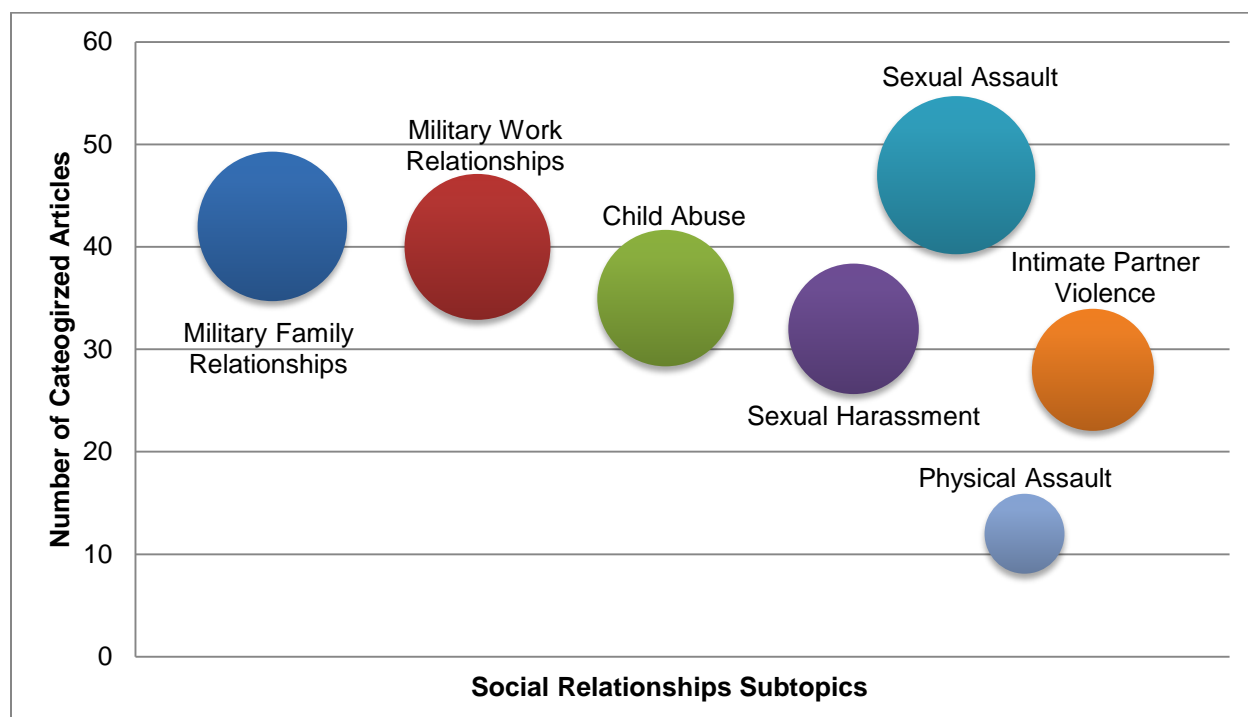 Number of Cateogirzed Articles
60
50
40
30
20
10
0
Sexual Assault
Military Work
Relationships
Child Abuse
Intimate Partner
Violence
Military Family
Relationships
Sexual Harassment
Physical Assault
Social Relationships Subtopics